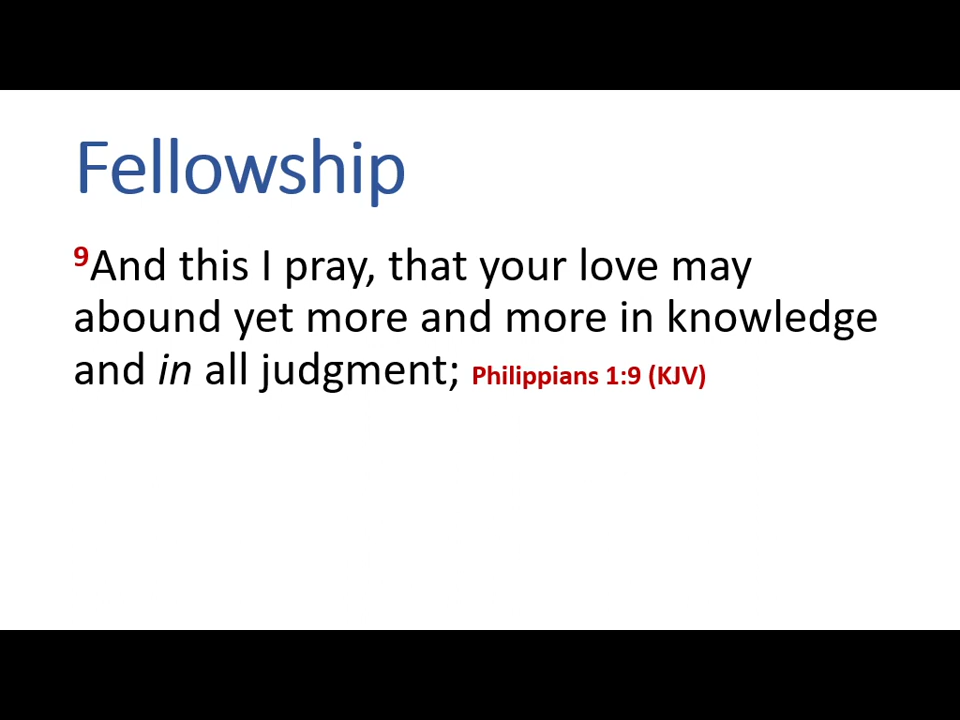 Fellowship
9And this I pray, that your love may
abound yet more and more in knowledge
and in all judgment; Philippians 1:9 (KJV)